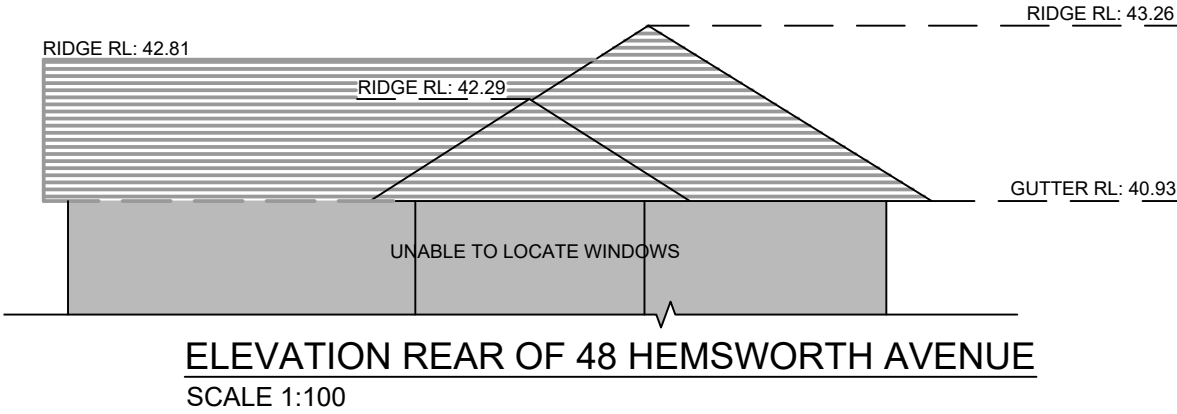 RIDGE RL: 43.26
RIDGE RL: 42.81
RIDGE RL: 42.29
GUTTER RL: 40.93
UNABLE TO LOCATE WINDOWS
ELEVATION REAR OF 48 HEMSWORTH AVENUE
SCALE 1:100